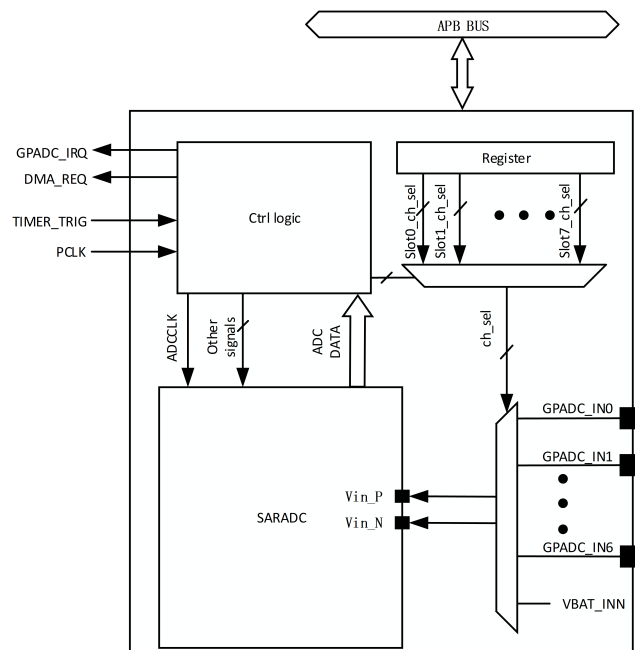 APB BUS
GPADC_IRQ
DMA_REQ
TIMER_TRIG
PCLK
Ctrl logic
Register
Slot0_ch_sel
Slot1_ch_sel
Slot7_ch_sel
ADCCLK
Other
signals
ADC
DATA
ch_sel
GPADC_IN0
GPADC_IN1
GPADC_IN6
VBAT_INN
Vin_P
Vin_N
SARADC